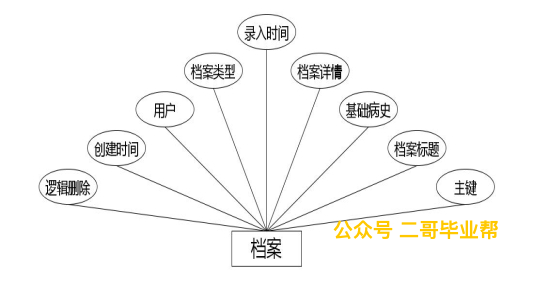 录入时间
档案类型
档案详情
用户
基础病史
创建时间
档案标题
逻辑删除
主键
公众号 二哥毕业帮
档案